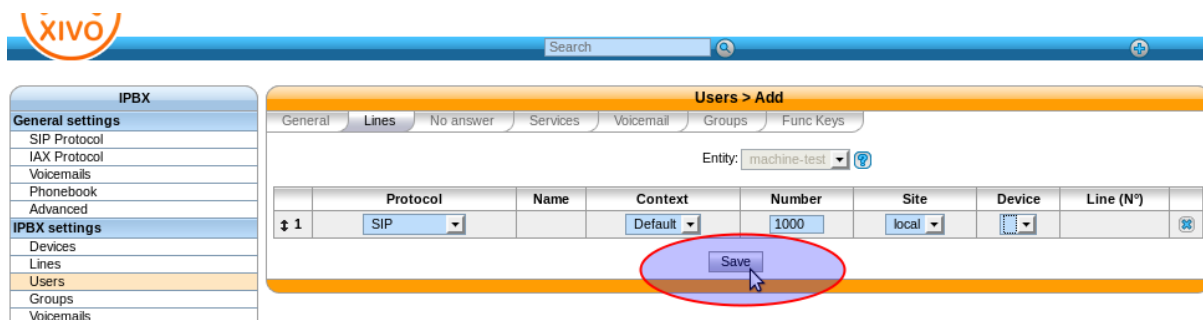 XIVO
Search
IPBX
General settings
SIP Protocol
IAX Protocol
Voicemails
Phonebook
Advanced
IPBX settings
Devices
Lines
Users
Groups
Voicemails
Users > Add
General Lines No answer Services Voicemail Groups Func Keys
Entity: machine-test
Protocol Name Context Number Site Device Line (N°)
1 SIP Default 1000 local
Save